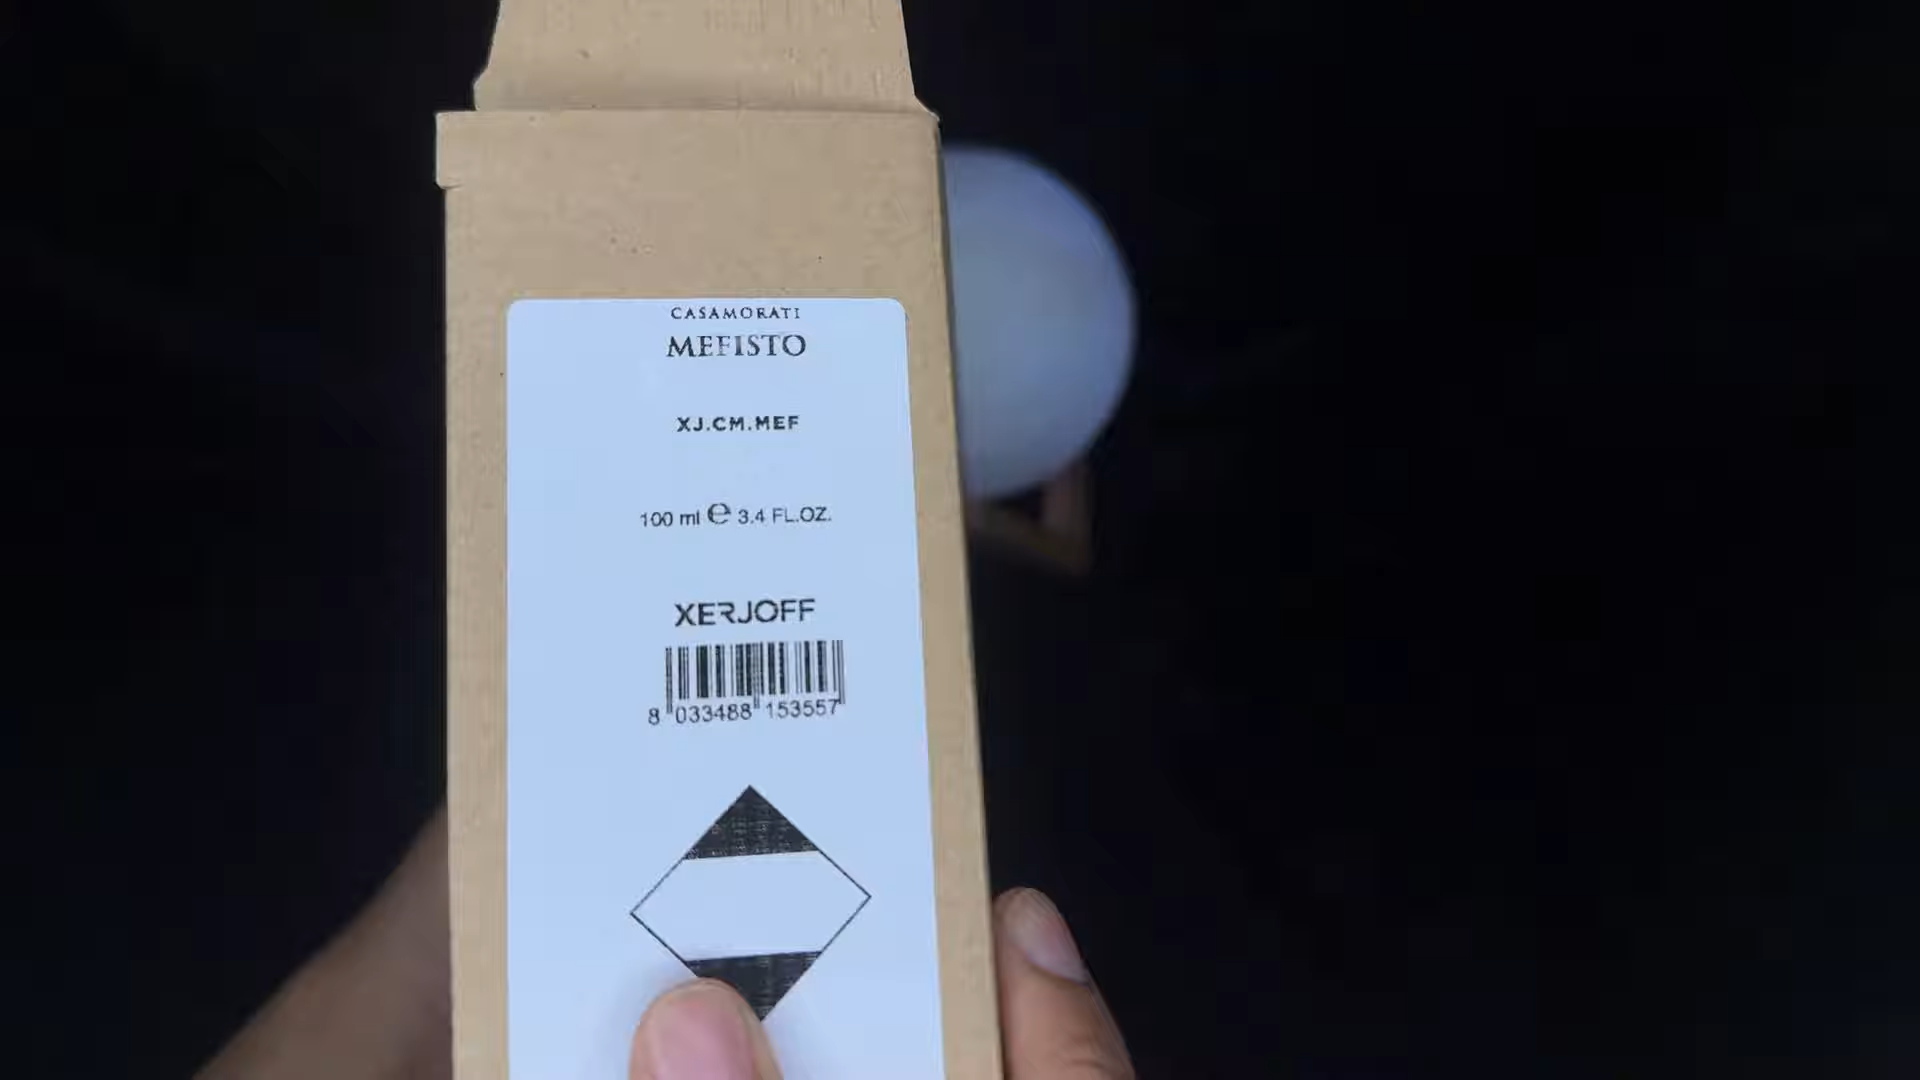 CASAMORATI
MEFISTO
XJ.CM.MEF
100 ml ℮ 3.4 FL.OZ.
XERJOFF
8 033488 153557